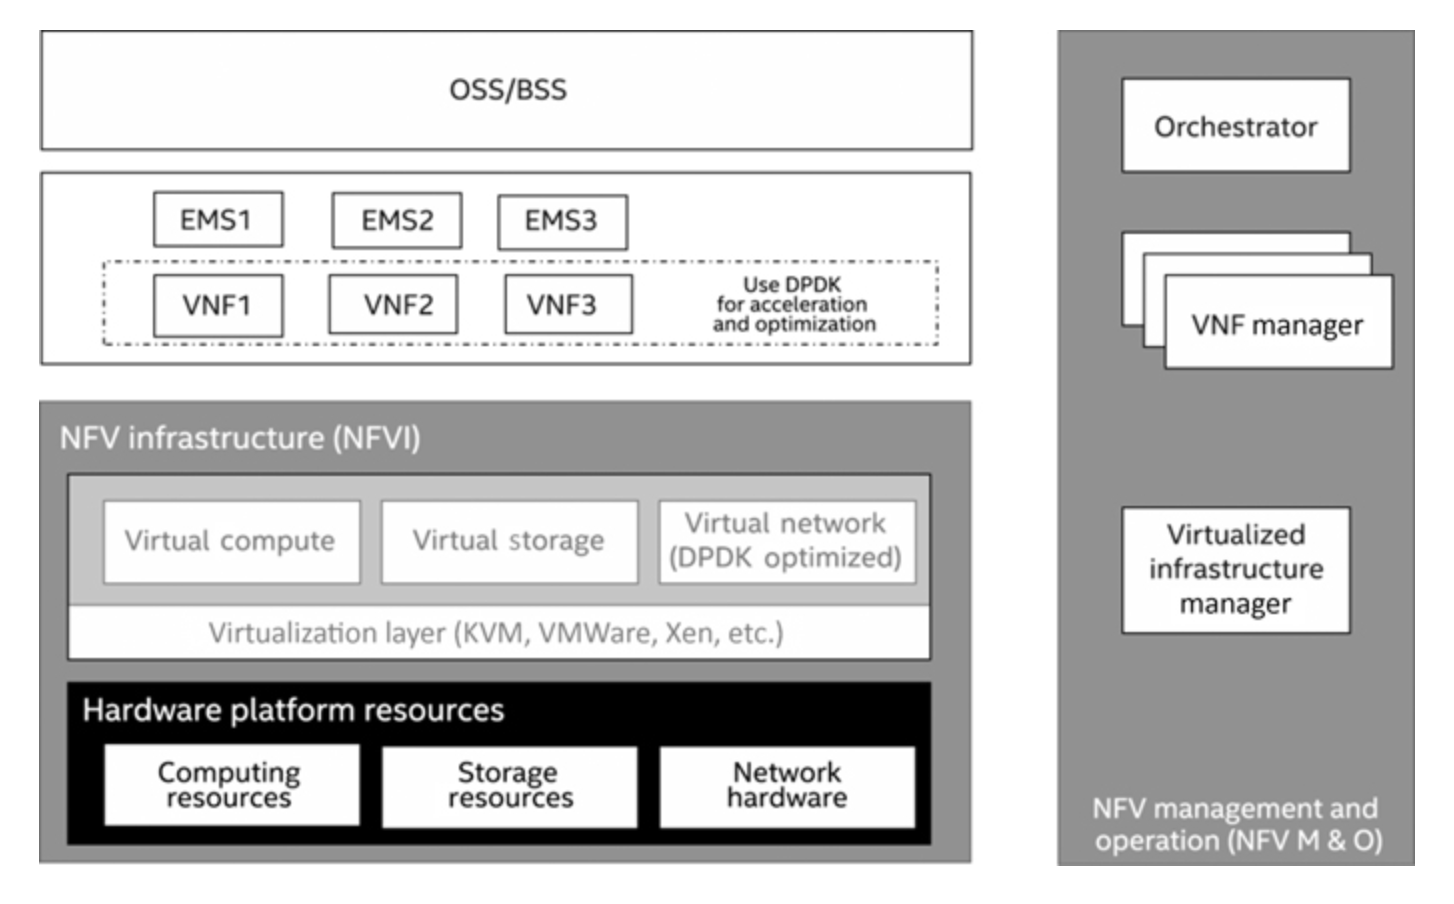 OSS/BSS
EMS1
EMS2
EMS3
VNF1
VNF2
VNF3
Use DPDK
for acceleration
and optimization
NFV infrastructure (NFVI)
Virtual compute
Virtual storage
Virtual network
(DPDK optimized)
Virtualization layer (KVM, VMWare, Xen, etc.)
Hardware platform resources
Computing
resources
Storage
resources
Network
hardware
Orchestrator
VNF manager
Virtualized
infrastructure
manager
NFV management and
operation (NFV M & O)